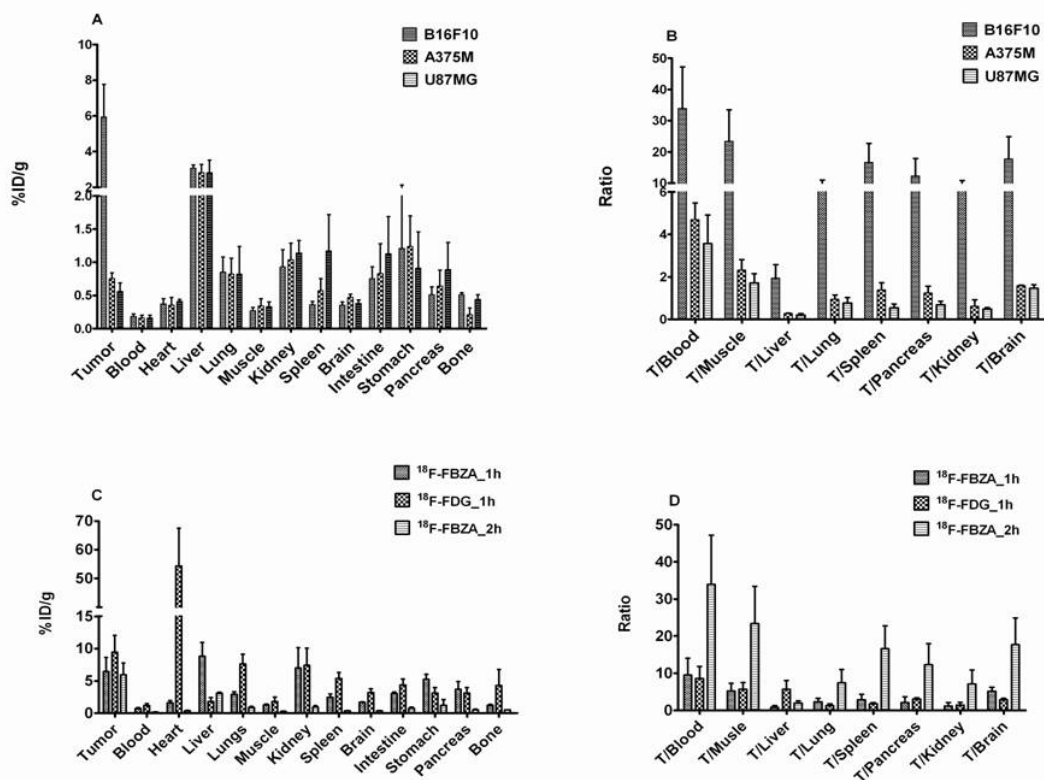 A
B16F10
A375M
U87MG
10
8
6
4
2
2.0
1.5
1.0
0.5
0.0
%ID/g
Tumor
Blood
Heart
Liver
Lung
Muscle
Kidney
Spleen
Brain
Intestine
Stomach
Pancreas
Bone
B
B16F10
A375M
U87MG
50
40
30
20
10
6
4
2
0
Ratio
T/Blood
T/Muscle
T/Liver
T/Lung
T/Spleen
T/Pancreas
T/Kidney
T/Brain
C
18F-FBZA_1h
18F-FDG_1h
18F-FBZA_2h
70
60
50
15
10
5
0
%ID/g
Tumor
Blood
Heart
Liver
Lungs
Muscle
Kidney
Spleen
Brain
Intestine
Stomach
Pancreas
Bone
D
18F-FBZA_1h
18F-FDG_1h
18F-FBZA_2h
50
40
30
20
10
0
Ratio
T/Blood
T/Musle
T/Liver
T/Lung
T/Spleen
T/Pancreas
T/Kidney
T/Brain